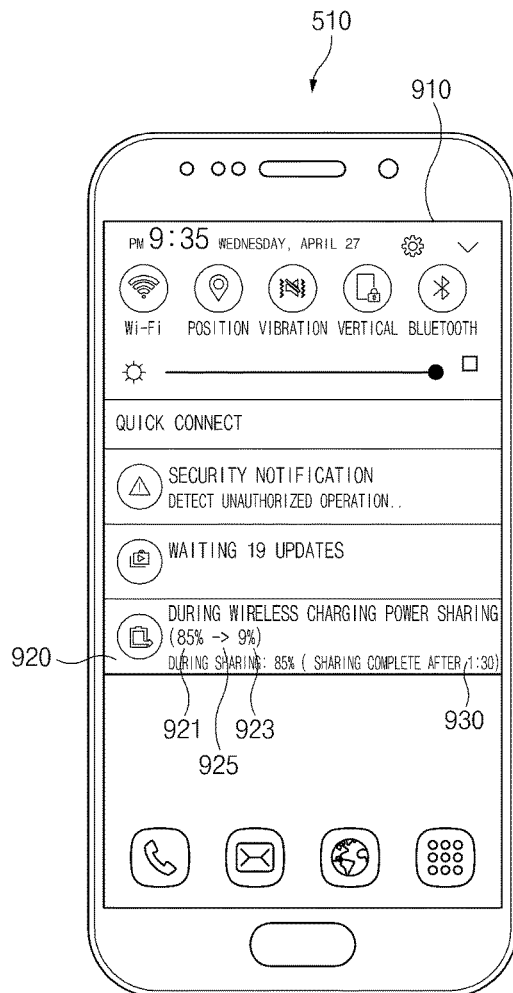 510
910
PM 9:35 WEDNESDAY, APRIL 27
Wi-Fi POSITION VIBRATION VERTICAL BLUETOOTH
QUICK CONNECT
SECURITY NOTIFICATION
DETECT UNAUTHORIZED OPERATION..
WAITING 19 UPDATES
DURING WIRELESS CHARGING POWER SHARING
(85% -> 9%)
920
DURING SHARING: 85% ( SHARING COMPLETE AFTER 1:30)
921 923 930
925